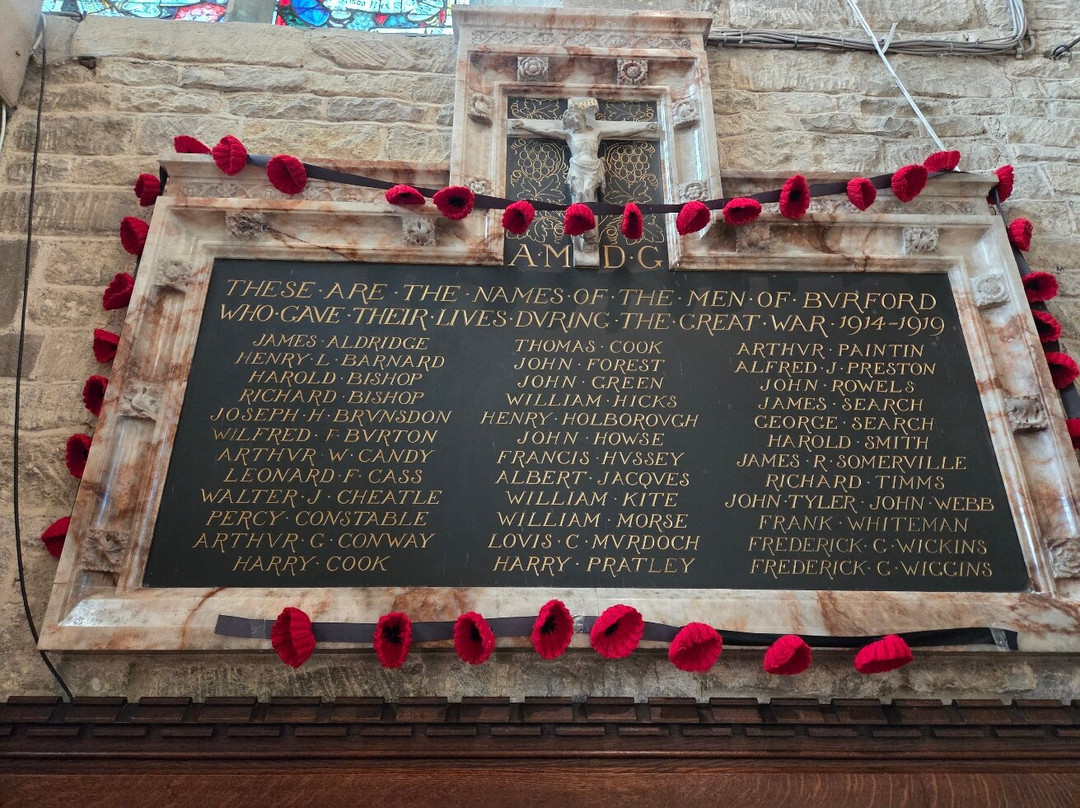 A·M D·G
THESE·ARE·THE·NAMES·OF·THE·MEN·OF·BVRFORD
WHO·GAVE·THEIR·LIVES·DVRING·THE·GREAT·WAR·1914-1919
JAMES·ALDRIDGE
HENRY·L·BARNARD
HAROLD·BISHOP
RICHARD·BISHOP
JOSEPH·H·BRVNSDON
WILFRED·F·BVRTON
ARTHVR·W·CANDY
LEONARD·F·CASS
WALTER·J·CHEATLE
PERCY·CONSTABLE
ARTHVR·G·CONWAY
HARRY·COOK
THOMAS·COOK
JOHN·FOREST
JOHN·GREEN
WILLIAM·HICKS
HENRY·HOLBOROVGH
JOHN·HOWSE
FRANCIS·HVSSEY
ALBERT·JACQVES
WILLIAM·KITE
WILLIAM·MORSE
LOVIS·C·MVRDOCH
HARRY·PRATLEY
ARTHVR·PAINTIN
ALFRED·J·PRESTON
JOHN·ROWELS
JAMES·SEARCH
GEORGE·SEARCH
HAROLD·SMITH
JAMES·R·SOMERVILLE
RICHARD·TIMMS
JOHN·TYLER·JOHN·WEBB
FRANK·WHITEMAN
FREDERICK·G·WICKINS
FREDERICK·G·WIGGINS